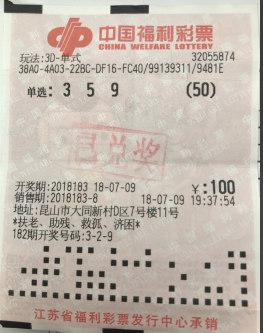 中国福利彩票
CHINA WELFARE LOTTERY
玩法:3D-单式 32055874
38A0-4A03-22BC-DF16-FC40/99139311/9481E
单选: 3 5 9 (50)
已兑奖
开奖期:2018183 18-07-09 ¥:100
销售期:2018183-8 18-07-09 19:37:54
地址:昆山市大同新村D区7号楼11号
*扶老、助残、救孤、济困*
182期开奖号码:3-2-9
江苏省福利彩票发行中心承销